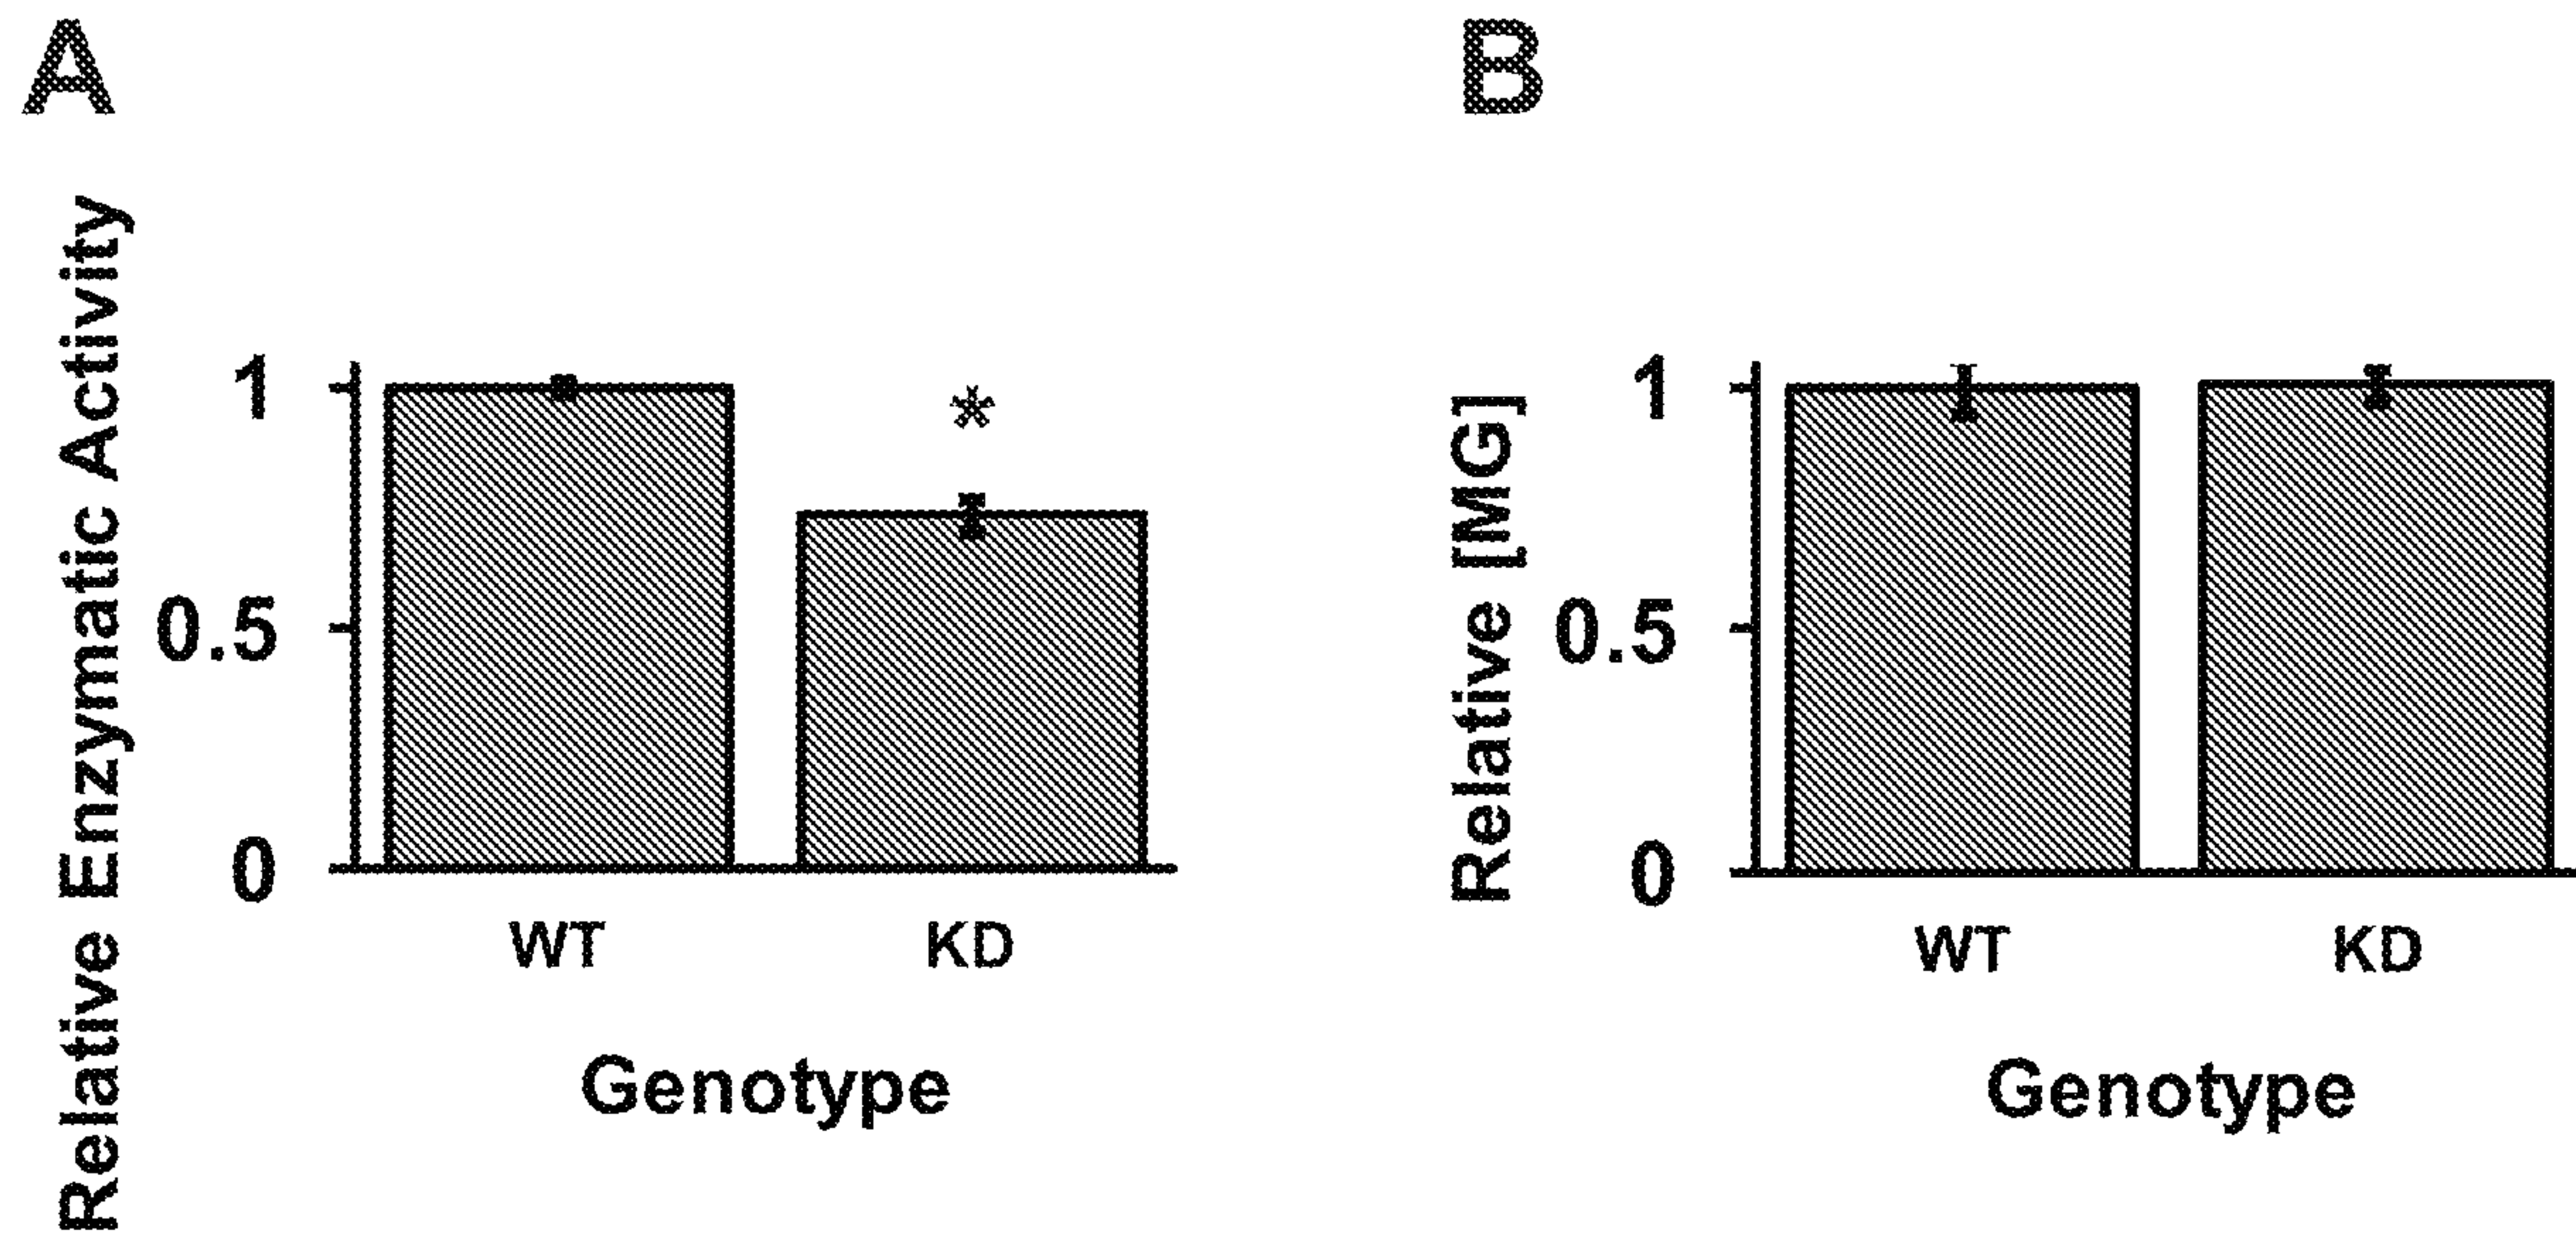 A
Relative Enzymatic Activity
1
0.5
0
*
WT KD
Genotype
B
Relative [MG]
1
0.5
0
WT KD
Genotype